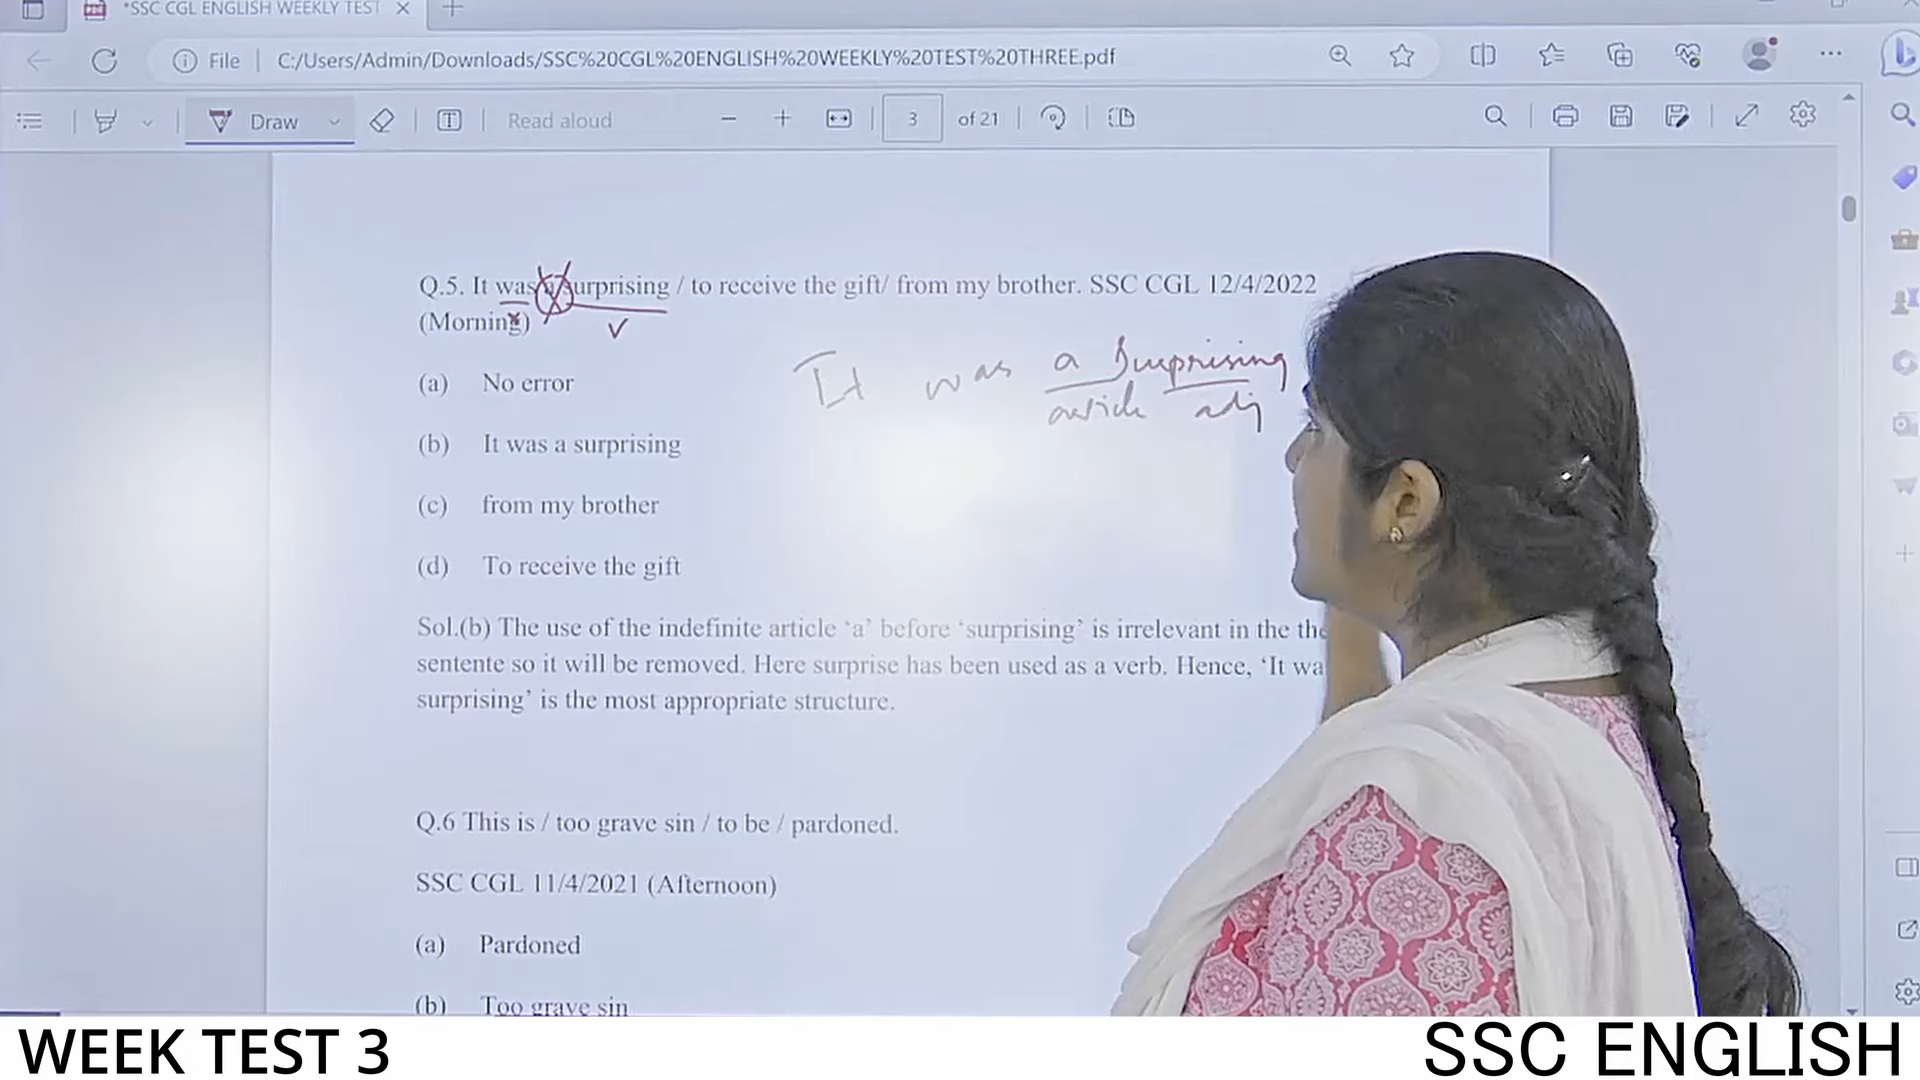 *SSC CGL ENGLISH WEEKLY TEST
File C:/Users/Admin/Downloads/SSC%20CGL%20ENGLISH%20WEEKLY%20TEST%20THREE.pdf
Draw Read aloud 3 of 21
Q.5. It was a surprising / to receive the gift/ from my brother. SSC CGL 12/4/2022
(Morning)
It was a surprising
article adj
(a) No error
(b) It was a surprising
(c) from my brother
(d) To receive the gift
Sol.(b) The use of the indefinite article ‘a’ before ‘surprising’ is irrelevant in the the
sentente so it will be removed. Here surprise has been used as a verb. Hence, ‘It wa
surprising’ is the most appropriate structure.
Q.6 This is / too grave sin / to be / pardoned.
SSC CGL 11/4/2021 (Afternoon)
(a) Pardoned
(b) Too grave sin
WEEK TEST 3
SSC ENGLISH